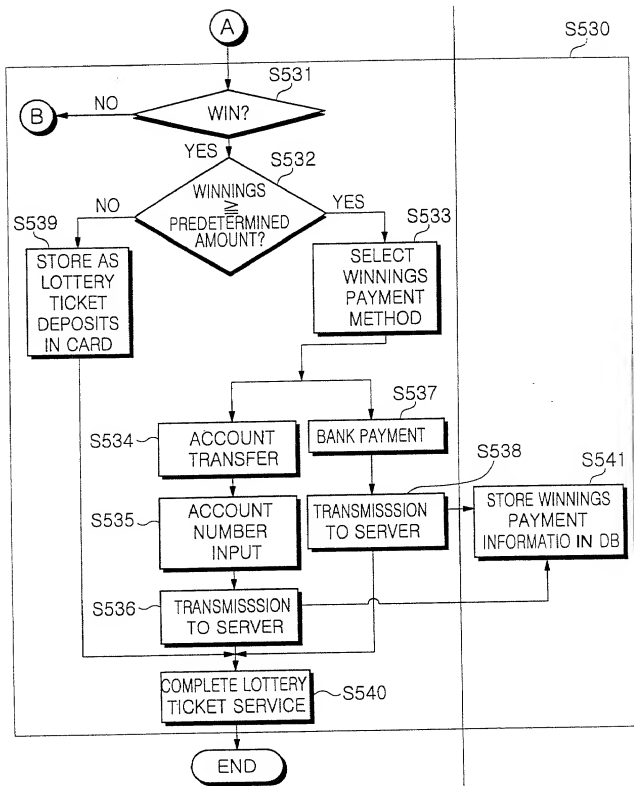 A
S530
S531
NO
B
WIN?
YES
S532
WINNINGS
≧
PREDETERMINED
AMOUNT?
NO
YES
S539
STORE AS
LOTTERY
TICKET
DEPOSITS
IN CARD
S533
SELECT
WINNINGS
PAYMENT
METHOD
S537
S534
ACCOUNT
TRANSFER
BANK PAYMENT
S538
S541
S535
ACCOUNT
NUMBER
INPUT
TRANSMISSSION
TO SERVER
STORE WINNINGS
PAYMENT
INFORMATIO IN DB
S536
TRANSMISSSION
TO SERVER
COMPLETE LOTTERY
TICKET SERVICE
S540
END